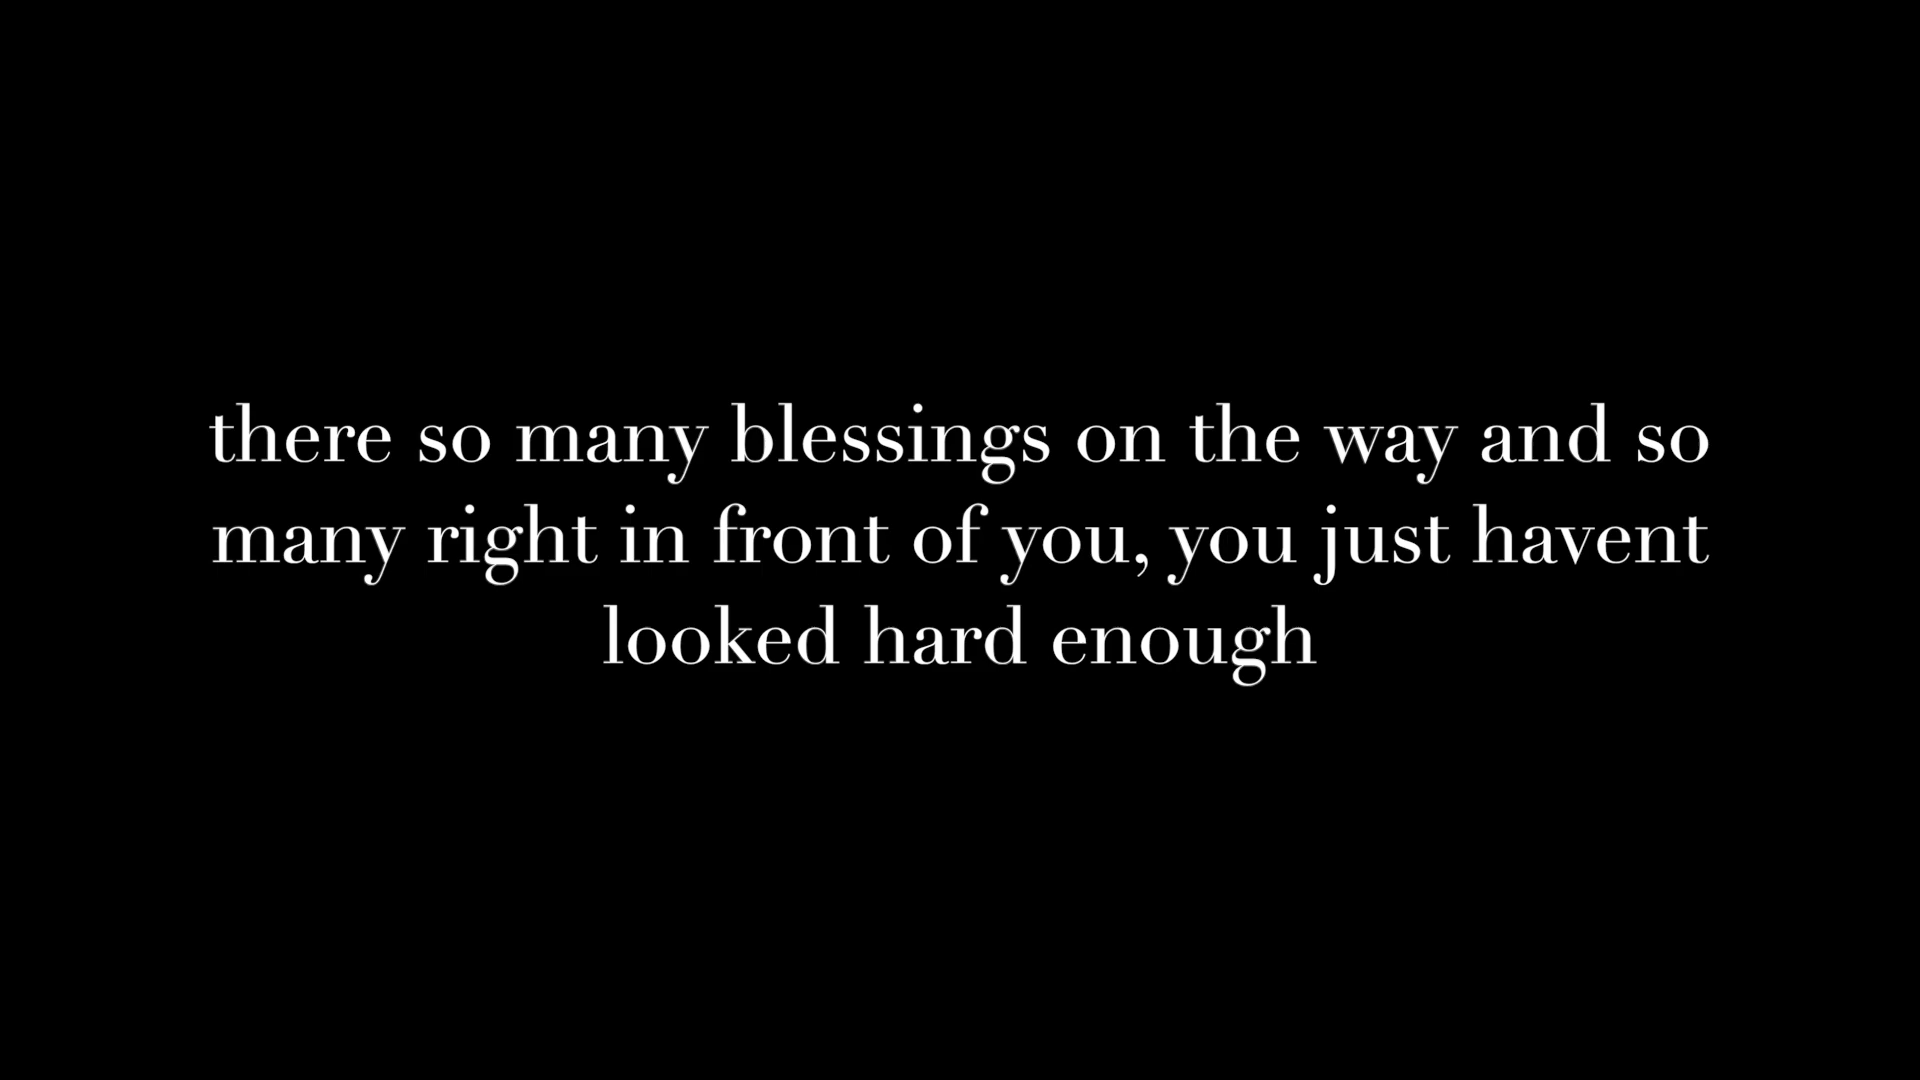 there so many blessings on the way and so
many right in front of you, you just havent
looked hard enough